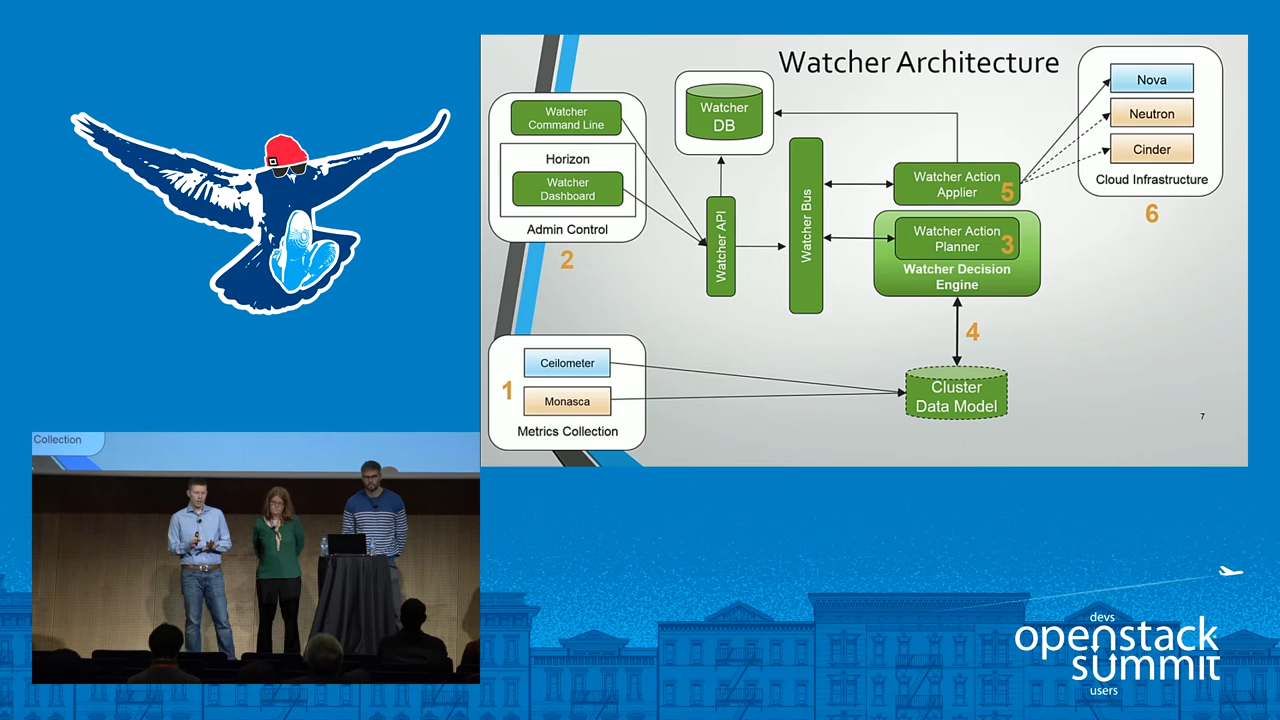 Watcher Architecture
Watcher
Command Line
Horizon
Watcher
Dashboard
Admin Control
2
Watcher
DB
Watcher API
Watcher Bus
Watcher Action
Applier
5
Watcher Action
Planner
3
Watcher Decision
Engine
Nova
Neutron
Cinder
Cloud Infrastructure
6
4
1
Ceilometer
Monasca
Metrics Collection
Cluster
Data Model
7
Collection
devs
openstack
summit
users